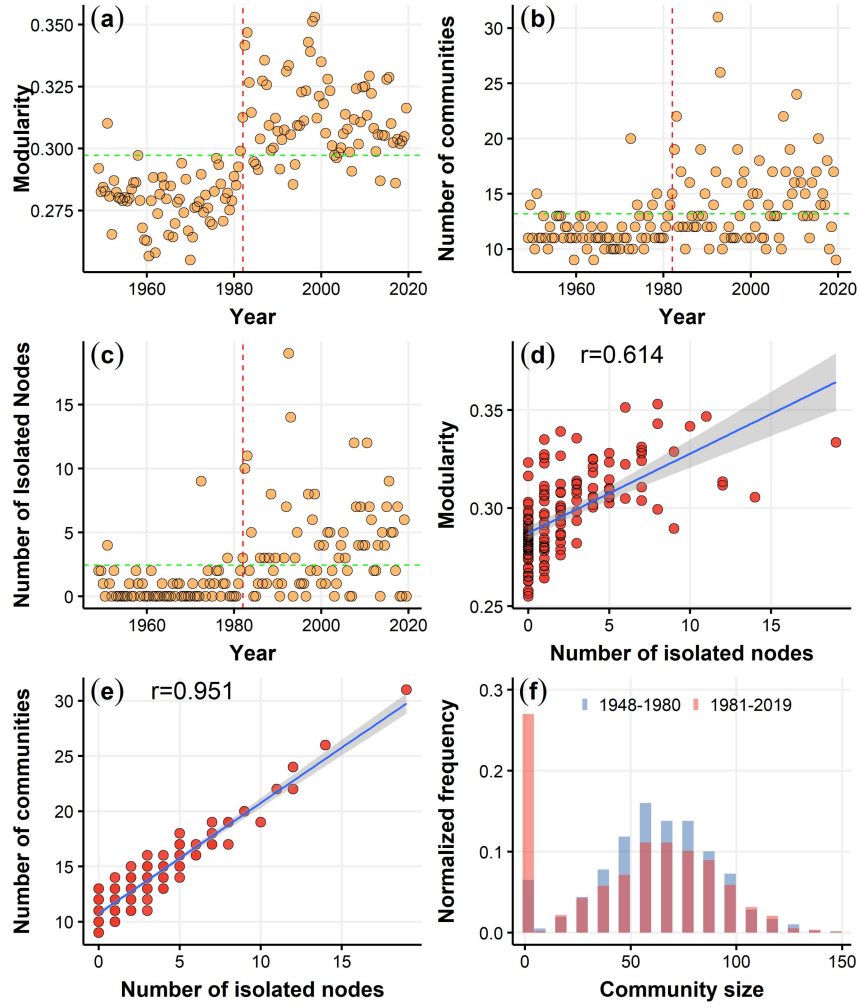 (a)
Modularity
0.350
0.325
0.300
0.275
1960
1980
2000
2020
Year
(b)
Number of communities
30
25
20
15
10
1960
1980
2000
2020
Year
(c)
Number of Isolated Nodes
15
10
5
0
1960
1980
2000
2020
Year
(d)
r=0.614
Modularity
0.35
0.30
0.25
0
5
10
15
Number of isolated nodes
(e)
r=0.951
Number of communities
30
25
20
15
10
0
5
10
15
Number of isolated nodes
(f)
1948-1980
1981-2019
Normalized frequency
0.3
0.2
0.1
0.0
0
50
100
150
Community size